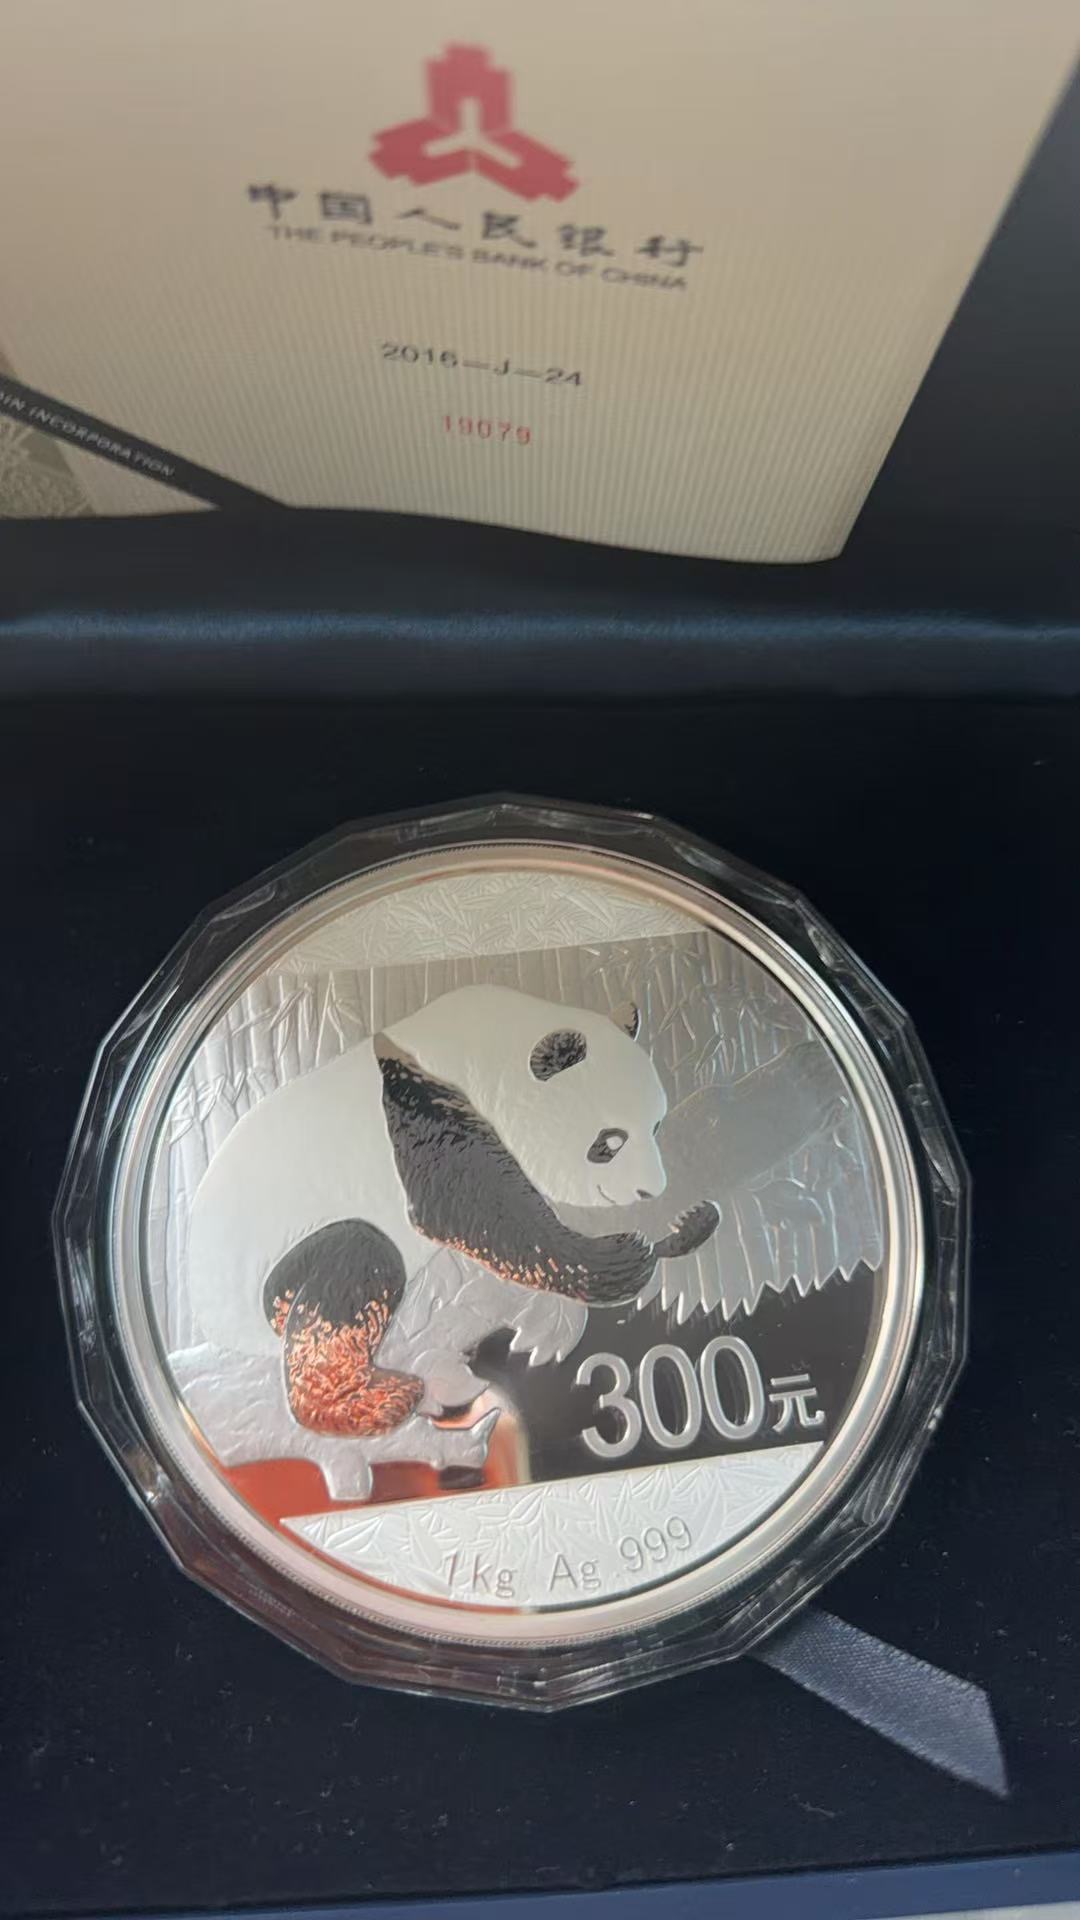 中国人民银行
THE PEOPLE'S BANK OF CHINA
2016-J-24
19079
INCORPORATION
300元
1kg Ag .999